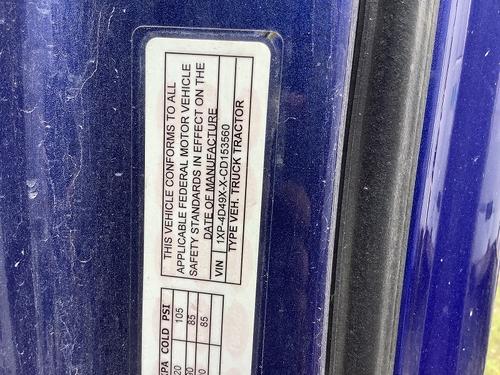 THIS VEHICLE CONFORMS TO ALL
APPLICABLE FEDERAL MOTOR VEHICLE
SAFETY STANDARDS IN EFFECT ON THE
DATE OF MANUFACTURE
VIN 1XP-4D49X-X-CD153560
TYPE VEH. TRUCK TRACTOR
COLD PSI
105
85
85